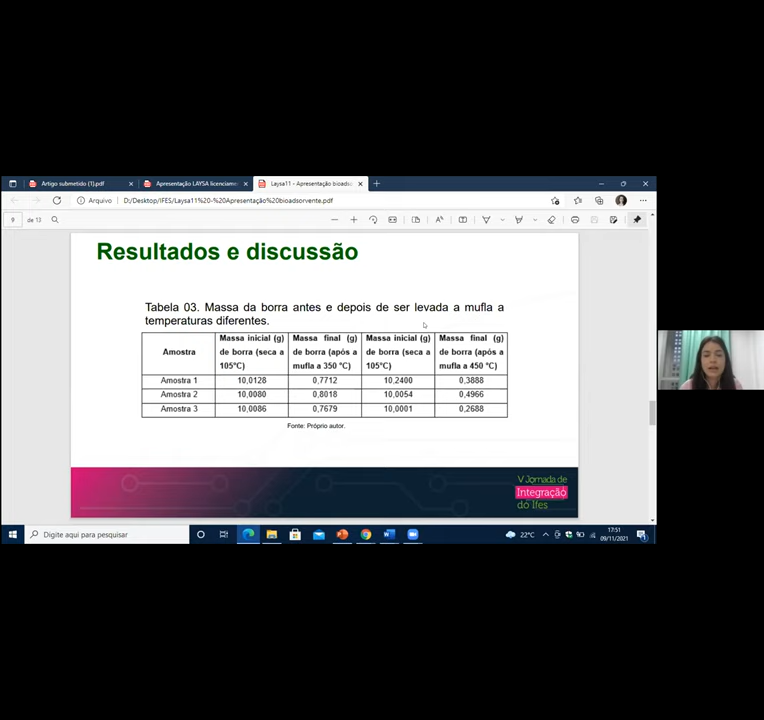 Artigo submetido (1).pdf
Apresentação LAYSA licenciamen
Laysa11 - Apresentação bioadso
Arquivo
D:/Desktop/IFES/Laysa11%20-%20Apresentação%20bioadsorvente.pdf
9 de 13
Resultados e discussão
Tabela 03. Massa da borra antes e depois de ser levada a mufla a
temperaturas diferentes.
Amostra
Massa inicial (g)
de borra (seca a
105°C)
Massa final (g)
de borra (após a
mufla a 350 °C)
Massa inicial (g)
de borra (seca a
105°C)
Massa final (g)
de borra (após a
mufla a 450 °C)
Amostra 1 10,0128 0,7712 10,2400 0,3888
Amostra 2 10,0080 0,8018 10,0054 0,4966
Amostra 3 10,0086 0,7679 10,0001 0,2688
Fonte: Próprio autor.
V Jornada de
Integração
do Ifes
Digite aqui para pesquisar
22°C
17:51
09/11/2021